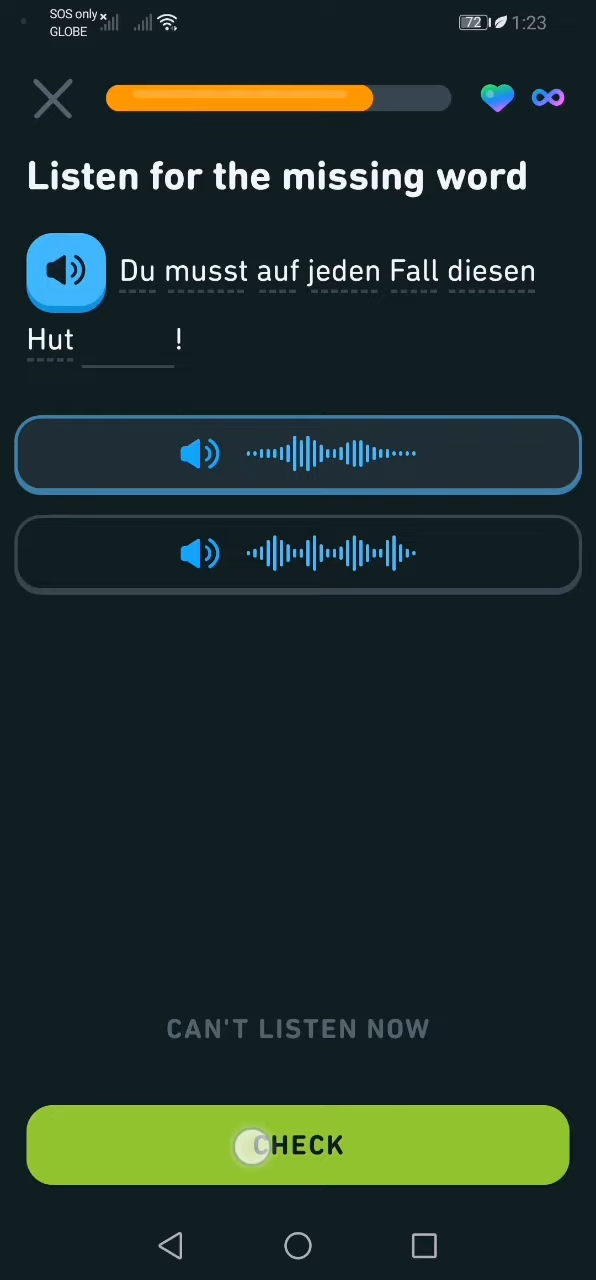 SOS only
GLOBE
72 1:23
Listen for the missing word
Du musst auf jeden Fall diesen
Hut ______!
CAN'T LISTEN NOW
CHECK